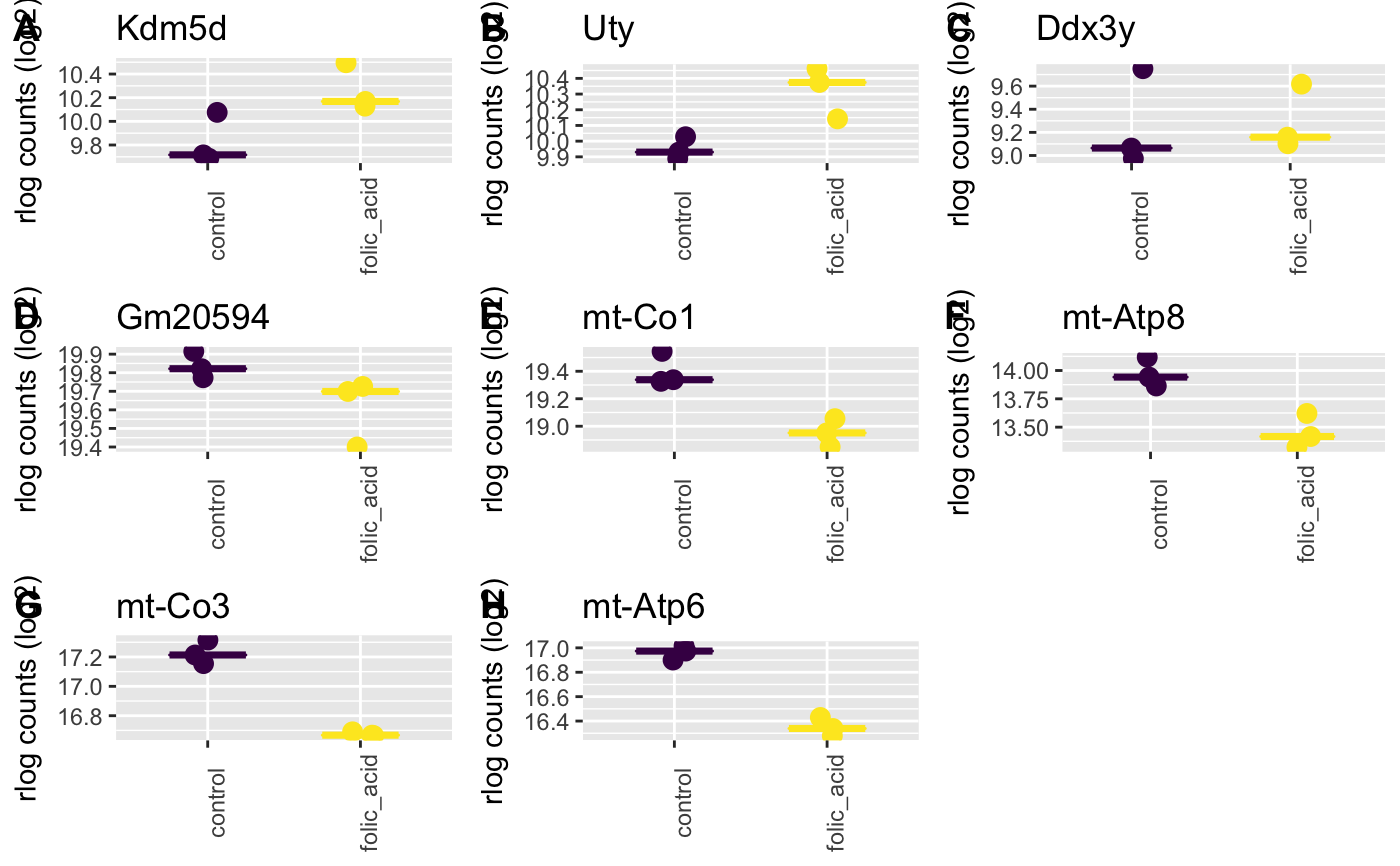 A
Kdm5d
rlog counts (log2)
10.4
10.2
10.0
9.8
control
folic_acid
B
Uty
rlog counts (log2)
10.4
10.3
10.2
10.1
10.0
9.9
control
folic_acid
C
Ddx3y
rlog counts (log2)
9.6
9.4
9.2
9.0
control
folic_acid
D
Gm20594
rlog counts (log2)
19.9
19.8
19.7
19.6
19.5
19.4
control
folic_acid
E
mt-Co1
rlog counts (log2)
19.4
19.2
19.0
control
folic_acid
F
mt-Atp8
rlog counts (log2)
14.00
13.75
13.50
control
folic_acid
G
mt-Co3
rlog counts (log2)
17.2
17.0
16.8
control
folic_acid
H
mt-Atp6
rlog counts (log2)
17.0
16.8
16.6
16.4
control
folic_acid